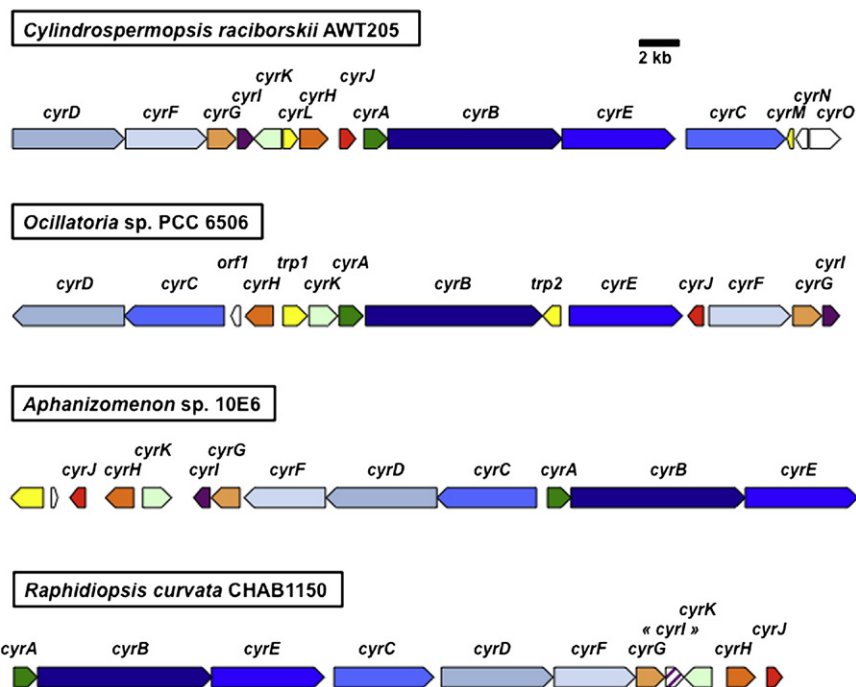 Cylindrospermopsis raciborskii AWT205
2 kb
cyrK cyrJ
cyrI cyrH cyrN
cyrD cyrF cyrG cyrL cyrA cyrB cyrE cyrC cyrM cyrO
Ocillatoria sp. PCC 6506
orf1 trp1 cyrA cyrI
cyrD cyrC cyrH cyrK cyrB trp2 cyrE cyrJ cyrF cyrG
Aphanizomenon sp. 10E6
cyrK cyrG
cyrJ cyrH cyrI cyrF cyrD cyrC cyrA cyrB cyrE
Raphidiopsis curvata CHAB1150
cyrK
« cyrI » cyrJ
cyrA cyrB cyrE cyrC cyrD cyrF cyrG cyrH